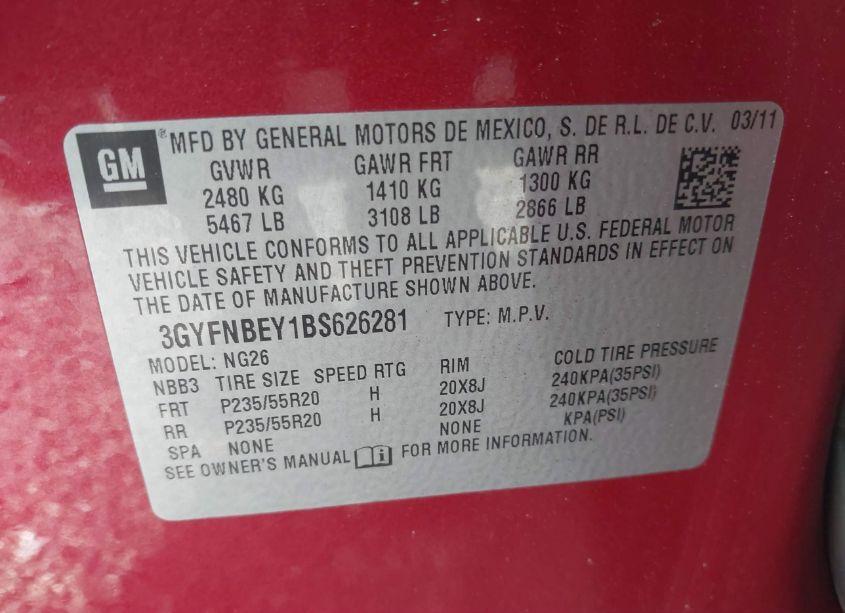 GM
® MFD BY GENERAL MOTORS DE MEXICO, S. DE R.L. DE C.V. 03/11
GVWR GAWR FRT GAWR RR
2480 KG 1410 KG 1300 KG
5467 LB 3108 LB 2866 LB
THIS VEHICLE CONFORMS TO ALL APPLICABLE U.S. FEDERAL MOTOR
VEHICLE SAFETY AND THEFT PREVENTION STANDARDS IN EFFECT ON
THE DATE OF MANUFACTURE SHOWN ABOVE.
3GYFNBEY1BS626281 TYPE: M.P.V.
MODEL: NG26
NBB3 TIRE SIZE SPEED RTG RIM COLD TIRE PRESSURE
FRT P235/55R20 H 20X8J 240KPA(35PSI)
RR P235/55R20 H 20X8J 240KPA(35PSI)
SPA NONE NONE KPA(PSI)
SEE OWNER'S MANUAL i FOR MORE INFORMATION.